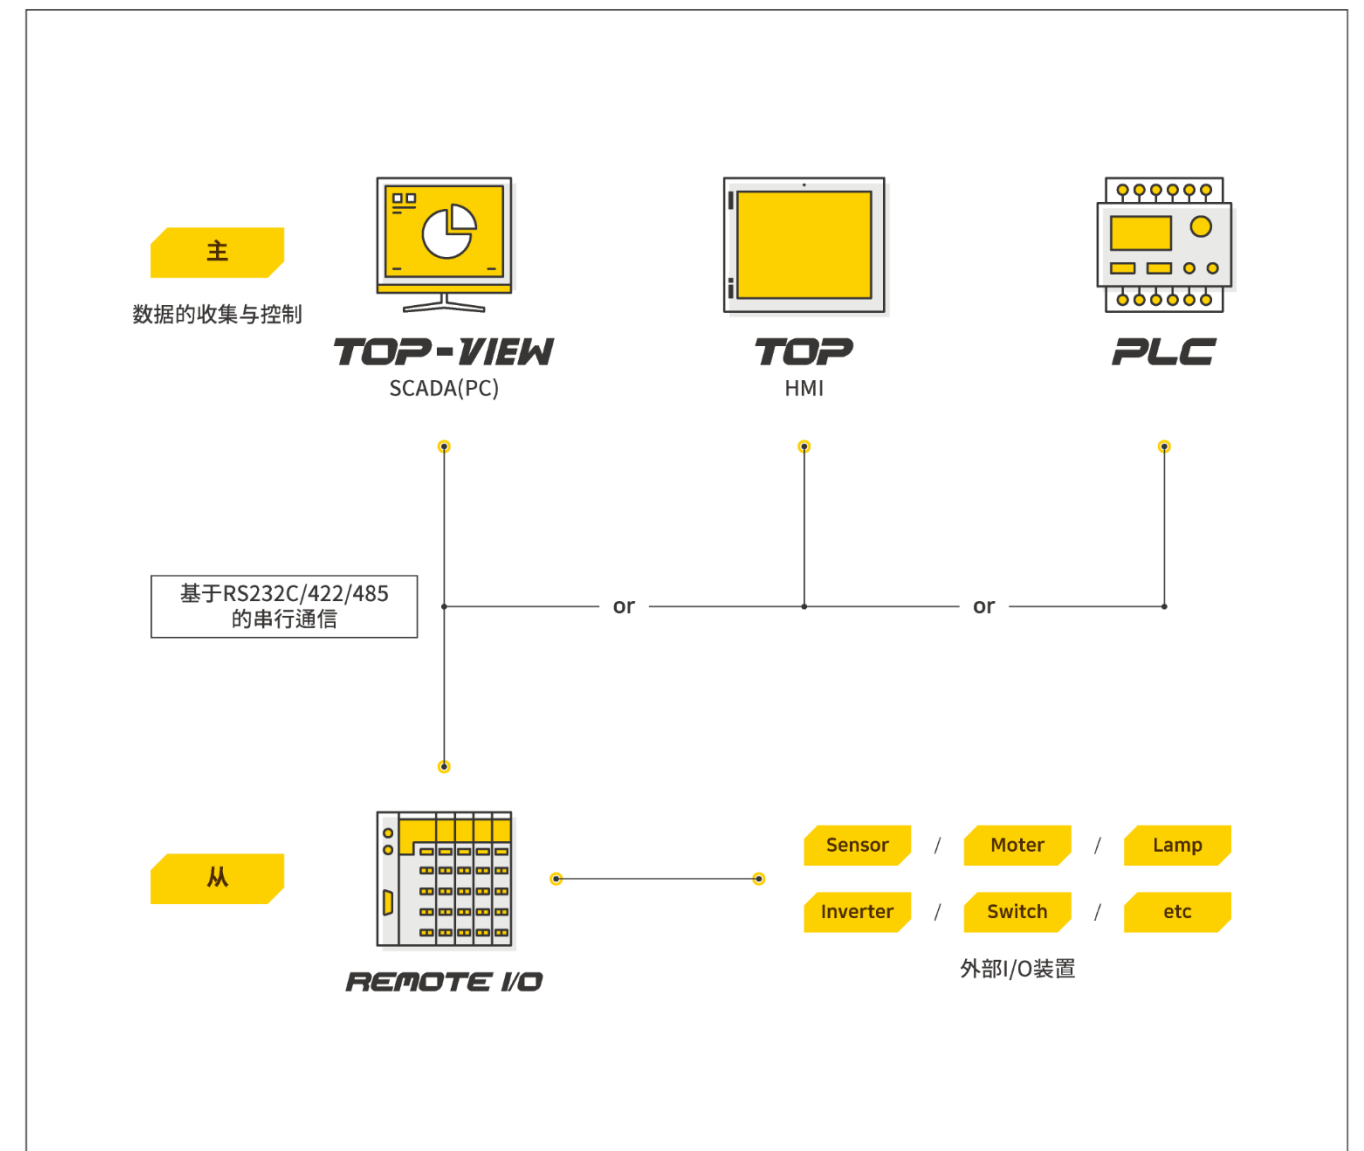 主
数据的收集与控制
TOP-VIEW
SCADA(PC)
TOP
HMI
PLC
基于RS232C/422/485
的串行通信
or
or
从
REMOTE I/O
Sensor / Moter / Lamp
Inverter / Switch / etc
外部I/O装置